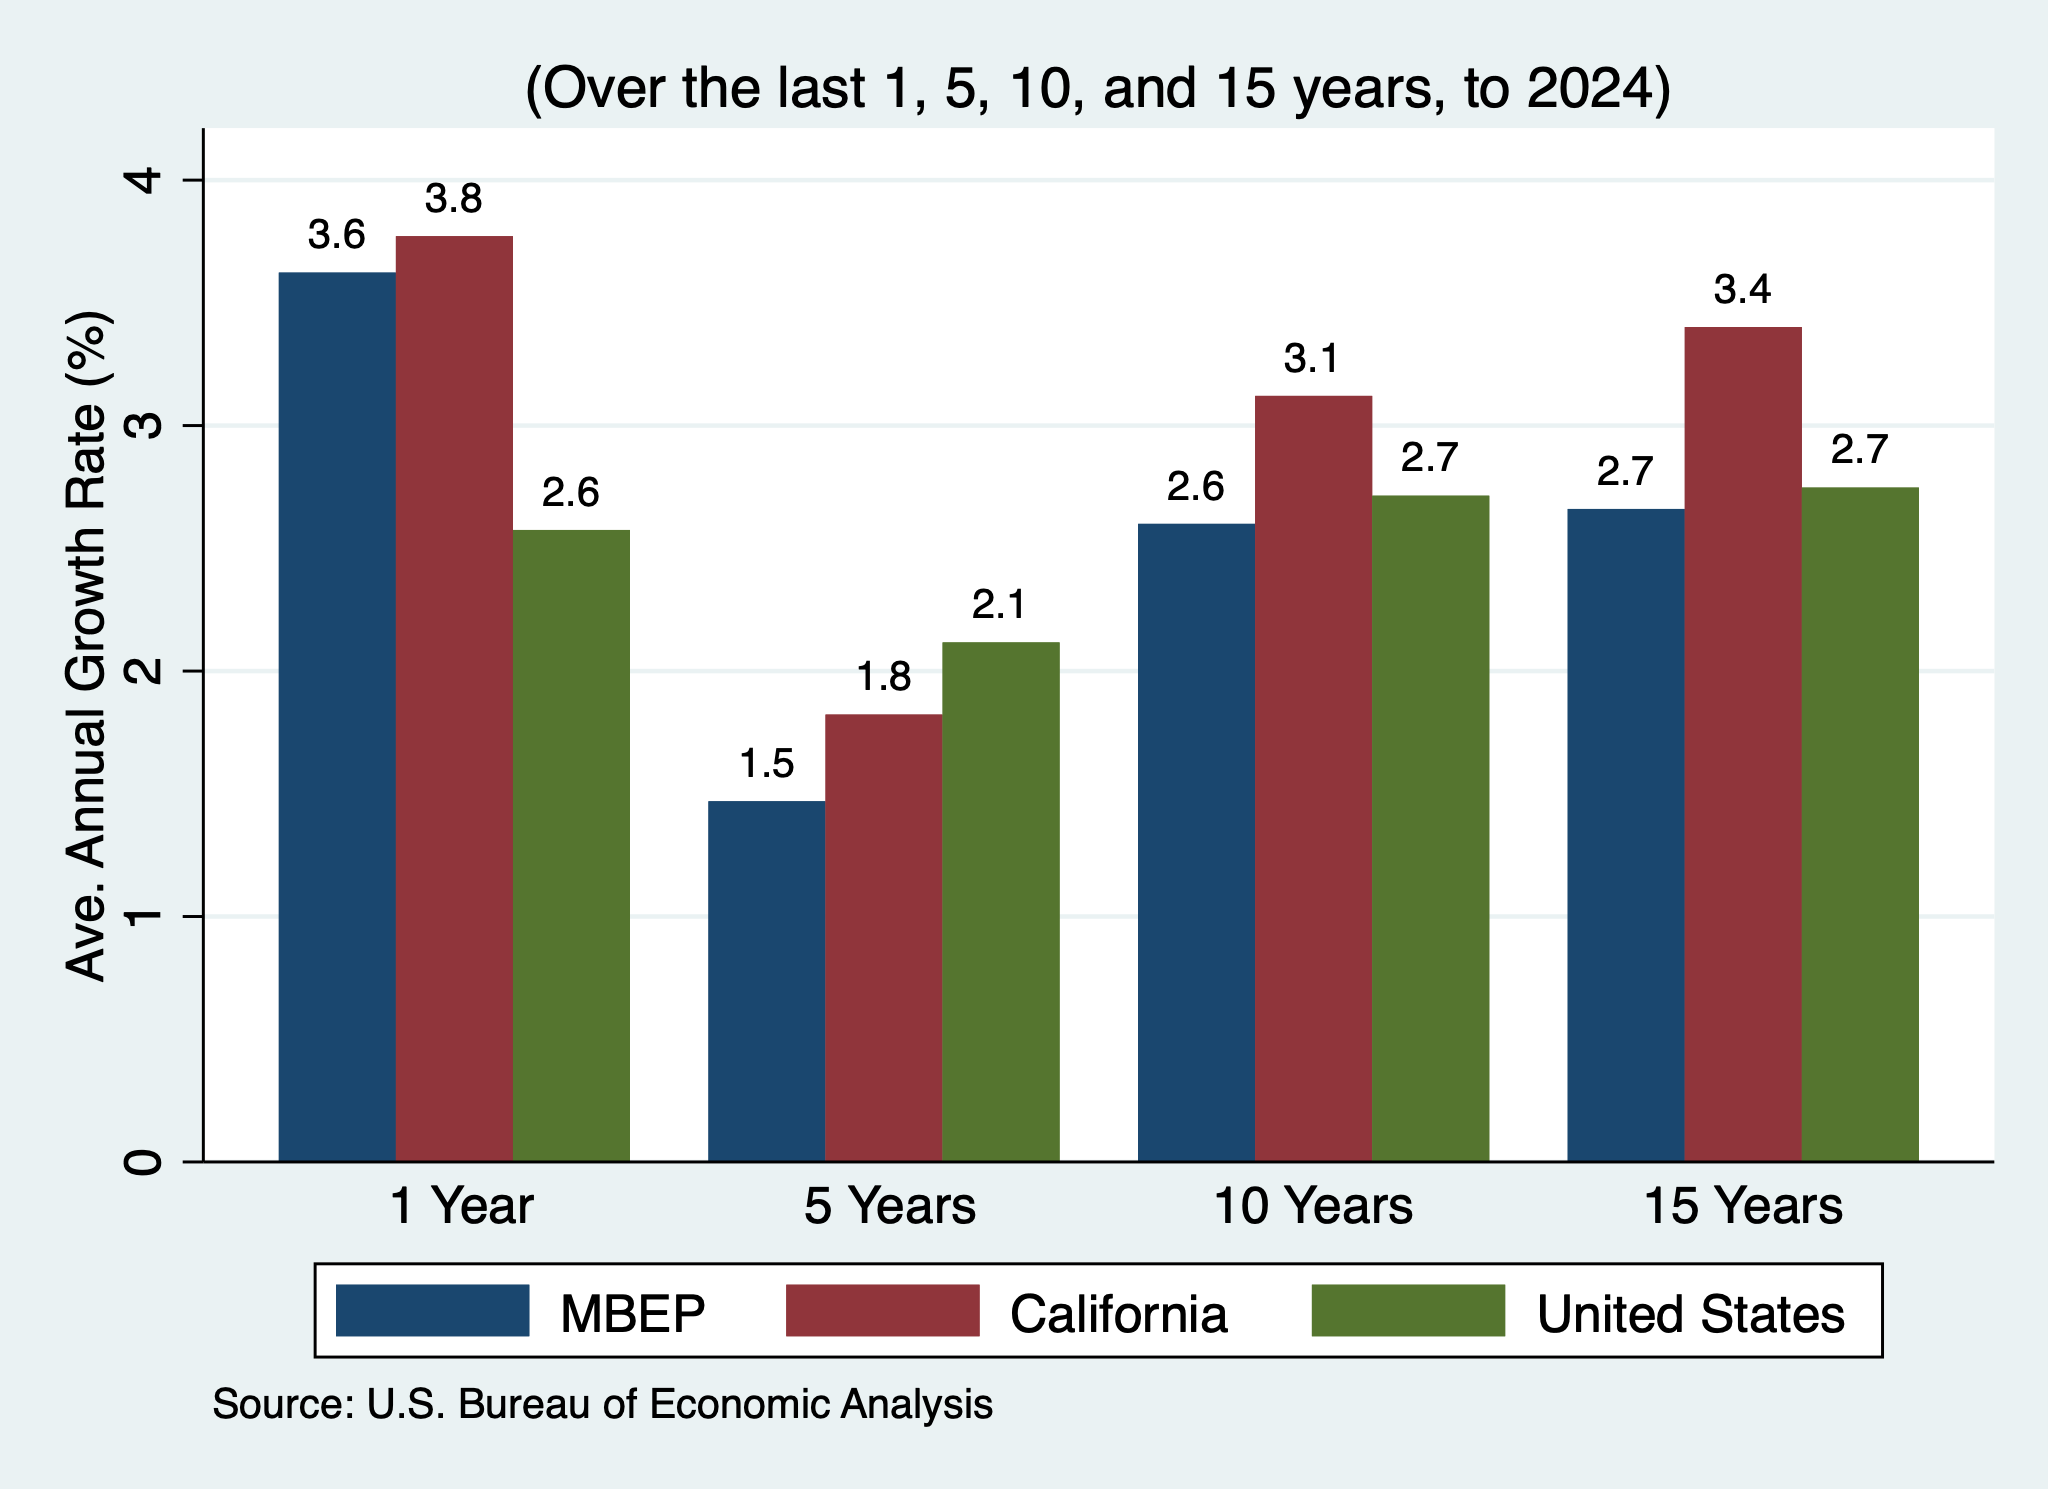 (Over the last 1, 5, 10, and 15 years, to 2024)
Ave. Annual Growth Rate (%)
4
3
2
1
0
3.6
3.8
2.6
1.5
1.8
2.1
2.6
3.1
2.7
2.7
3.4
2.7
1 Year
5 Years
10 Years
15 Years
MBEP
California
United States
Source: U.S. Bureau of Economic Analysis